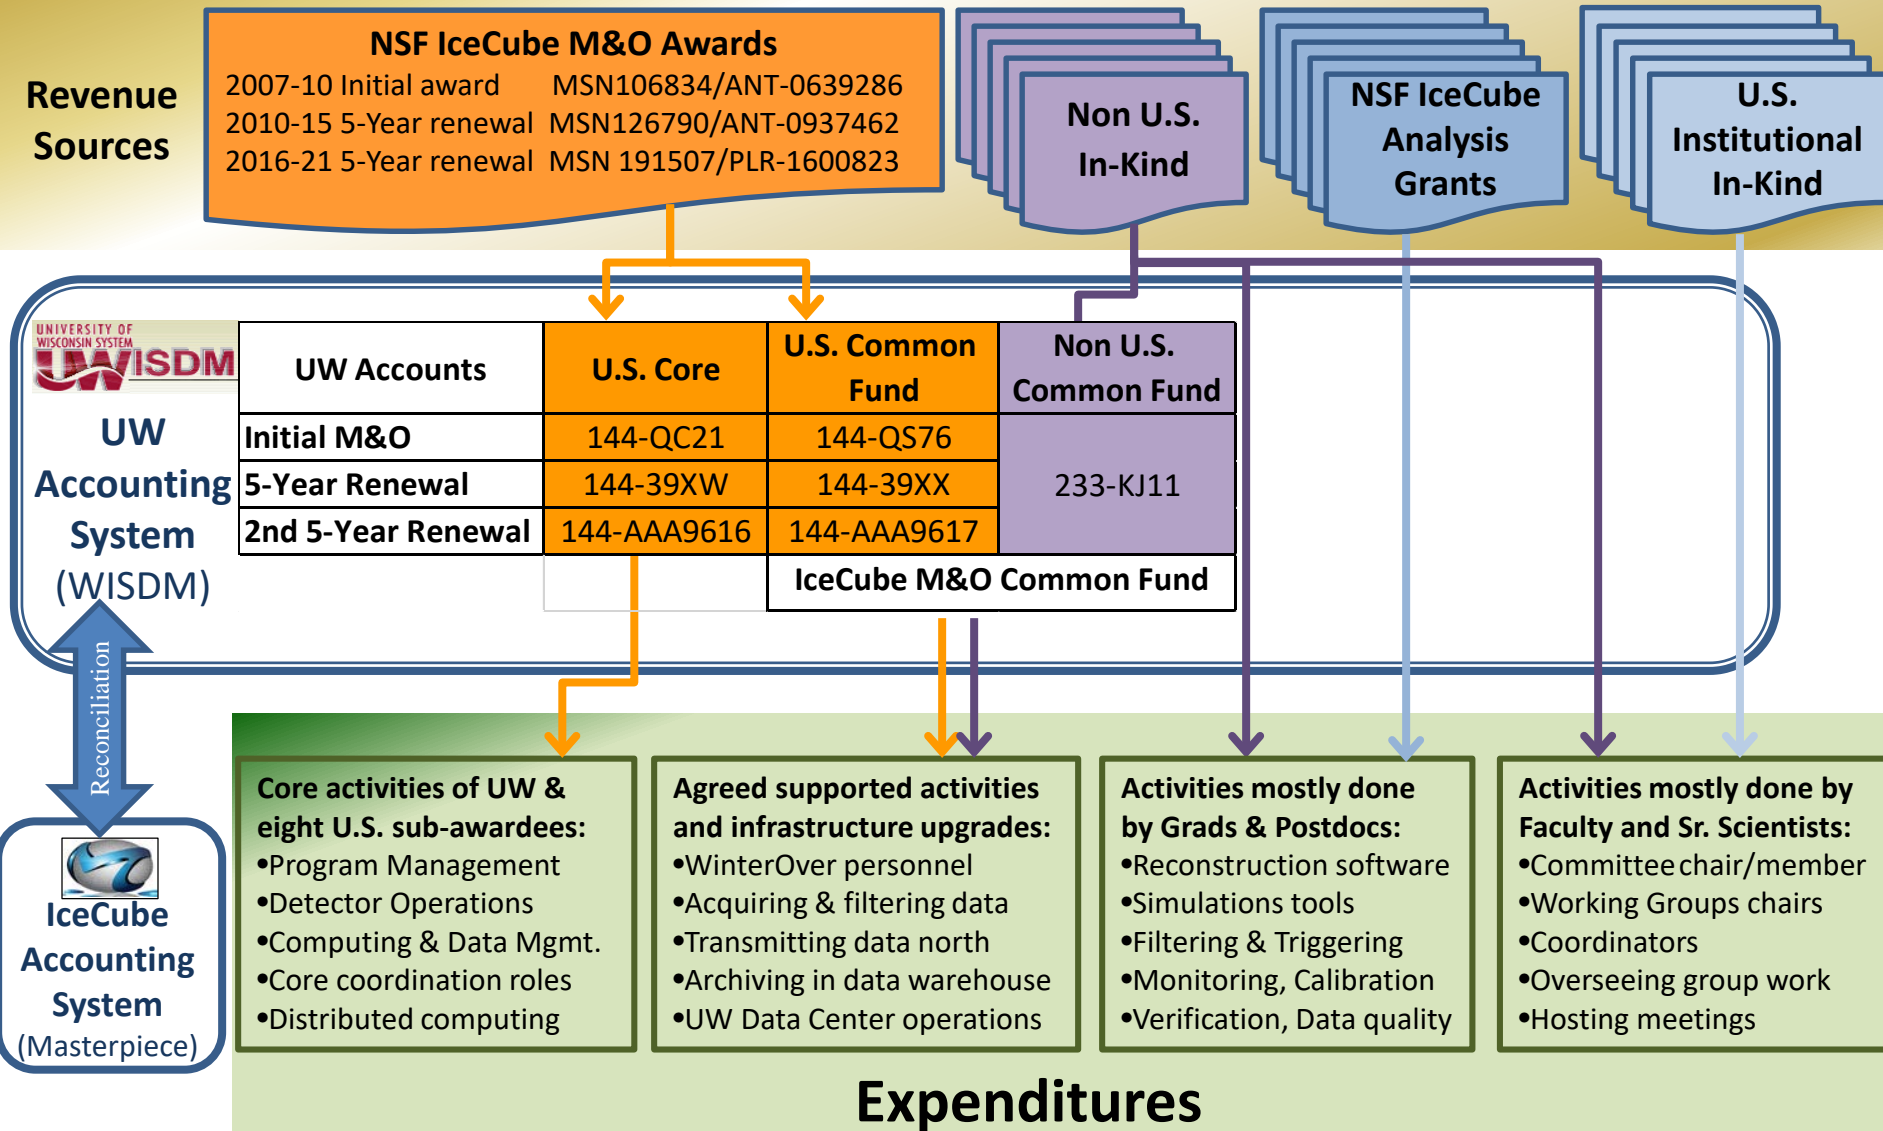 Revenue
Sources
NSF IceCube M&O Awards
2007-10 Initial award MSN106834/ANT-0639286
2010-15 5-Year renewal MSN126790/ANT-0937462
2016-21 5-Year renewal MSN 191507/PLR-1600823
Non U.S.
In-Kind
NSF IceCube
Analysis
Grants
U.S.
Institutional
In-Kind
UNIVERSITY OF
WISCONSIN SYSTEM
UWISDM
UW
Accounting
System
(WISDM)
UW Accounts
U.S. Core
U.S. Common
Fund
Non U.S.
Common Fund
Initial M&O 144-QC21 144-QS76
5-Year Renewal 144-39XW 144-39XX 233-KJ11
2nd 5-Year Renewal 144-AAA9616 144-AAA9617
IceCube M&O Common Fund
Reconciliation
IceCube
Accounting
System
(Masterpiece)
Core activities of UW &
eight U.S. sub-awardees:
•Program Management
•Detector Operations
•Computing & Data Mgmt.
•Core coordination roles
•Distributed computing
Agreed supported activities
and infrastructure upgrades:
•WinterOver personnel
•Acquiring & filtering data
•Transmitting data north
•Archiving in data warehouse
•UW Data Center operations
Activities mostly done
by Grads & Postdocs:
•Reconstruction software
•Simulations tools
•Filtering & Triggering
•Monitoring, Calibration
•Verification, Data quality
Activities mostly done by
Faculty and Sr. Scientists:
•Committee chair/member
•Working Groups chairs
•Coordinators
•Overseeing group work
•Hosting meetings
Expenditures